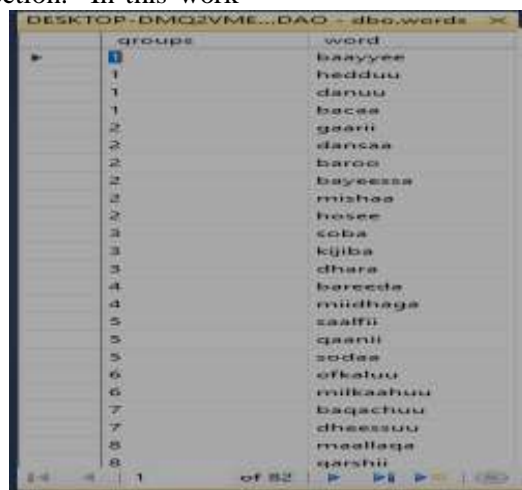 ection. In this work
DESKTOP-DMQ2VME...DAO - dbo.words
groups word
1 baayyee
1 hedduu
1 danuu
1 bacaa
2 gaarii
2 dansaa
2 baroo
2 bayeessa
2 mishaa
2 hosee
3 soba
3 kijiba
3 dhara
4 bareeda
4 miidhaga
5 saalfii
5 qaanii
5 sodaa
6 ofkaluu
6 milkaahuu
7 baqachuu
7 dheessuu
8 maallaqa
8 qarshii
1 of 82